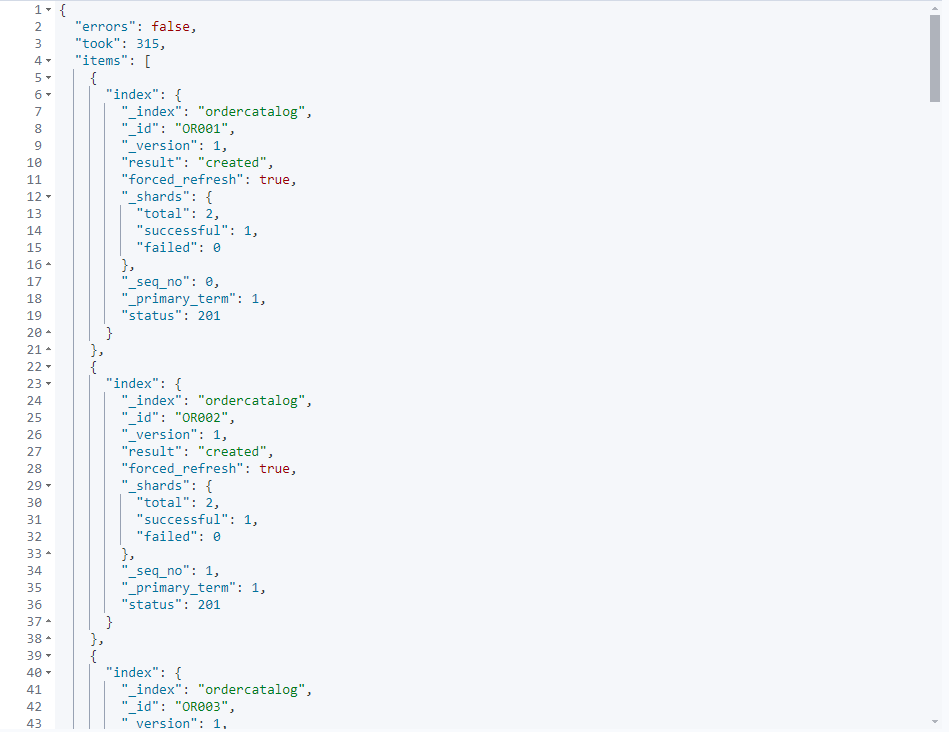 1 {
2 "errors": false,
3 "took": 315,
4 "items": [
5 {
6 "index": {
7 "_index": "ordercatalog",
8 "_id": "OR001",
9 "_version": 1,
10 "result": "created",
11 "forced_refresh": true,
12 "_shards": {
13 "total": 2,
14 "successful": 1,
15 "failed": 0
16 },
17 "_seq_no": 0,
18 "_primary_term": 1,
19 "status": 201
20 }
21 },
22 {
23 "index": {
24 "_index": "ordercatalog",
25 "_id": "OR002",
26 "_version": 1,
27 "result": "created",
28 "forced_refresh": true,
29 "_shards": {
30 "total": 2,
31 "successful": 1,
32 "failed": 0
33 },
34 "_seq_no": 1,
35 "_primary_term": 1,
36 "status": 201
37 }
38 },
39 {
40 "index": {
41 "_index": "ordercatalog",
42 "_id": "OR003",
43 "_version": 1,